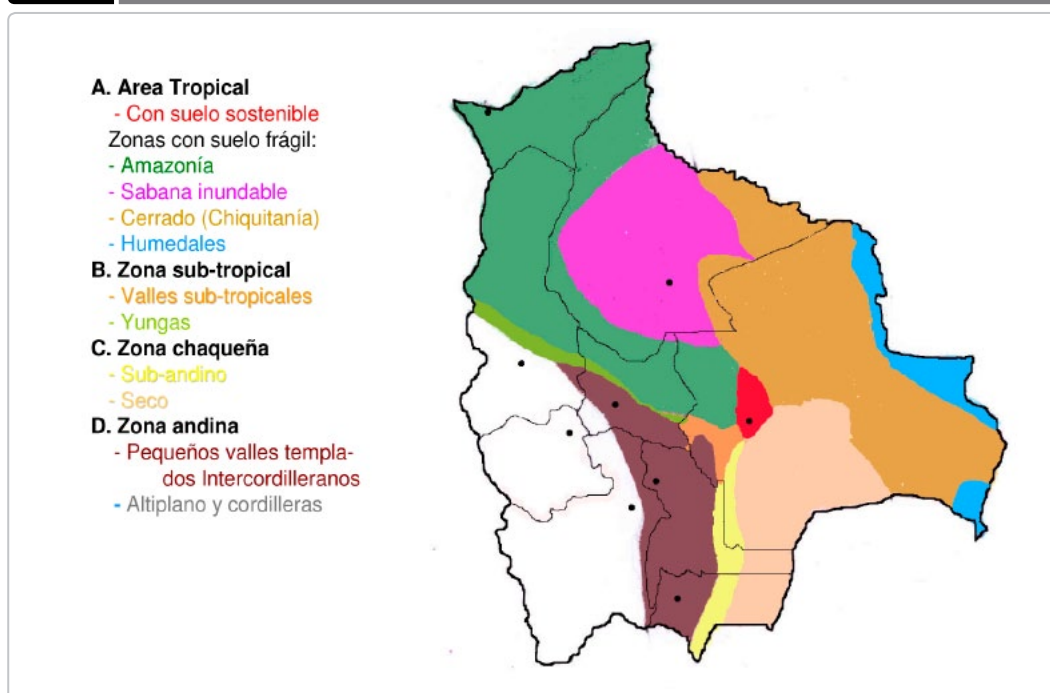 A. Area Tropical
- Con suelo sostenible
Zonas con suelo frágil:
- Amazonía
- Sabana inundable
- Cerrado (Chiquitanía)
- Humedales
B. Zona sub-tropical
- Valles sub-tropicales
- Yungas
C. Zona chaqueña
- Sub-andino
- Seco
D. Zona andina
- Pequeños valles templa-
dos Intercordilleranos
- Altiplano y cordilleras